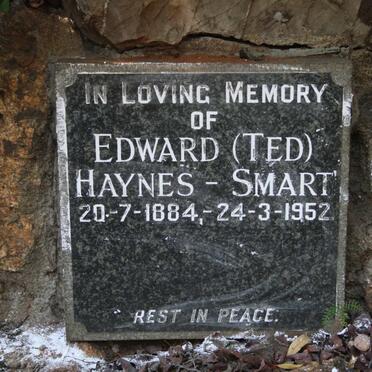 IN LOVING MEMORY
OF
EDWARD (TED)
HAYNES - SMART
20-7-1884,-24-3-1952
REST IN PEACE.